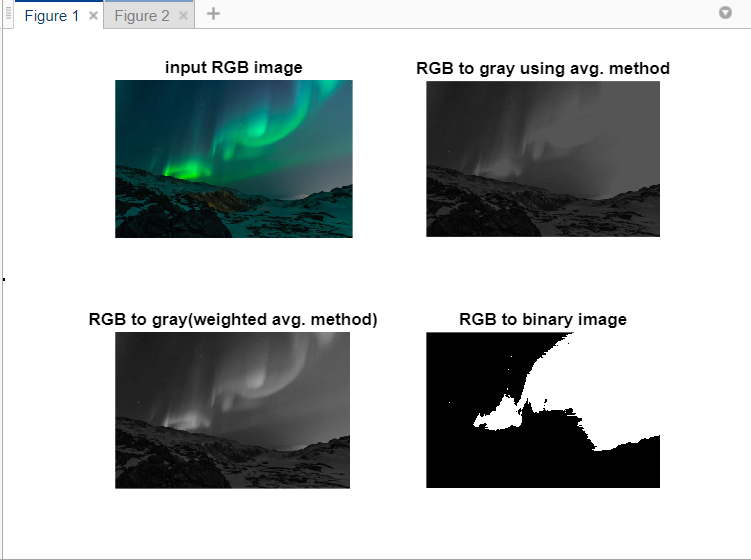 Figure 1
Figure 2
input RGB image
RGB to gray using avg. method
RGB to gray(weighted avg. method)
RGB to binary image